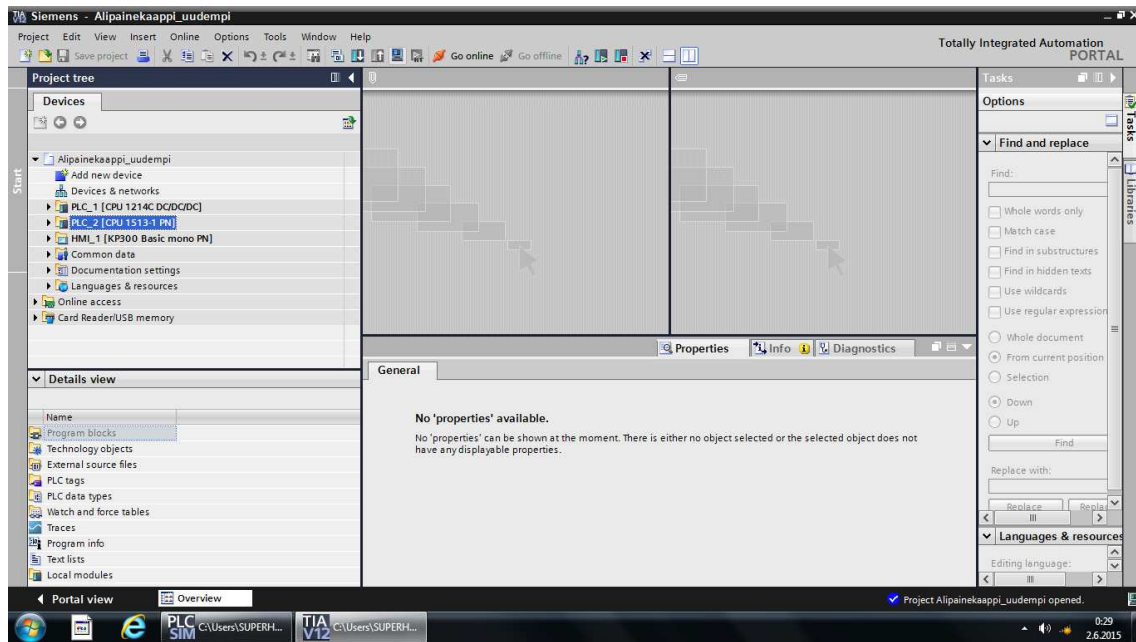 Siemens - Alipainekaappi_uudempi
Project Edit View Insert Online Options Tools Window Help
Totally Integrated Automation
PORTAL
Save project Go online Go offline
Project tree
Devices
Start
Alipainekaappi_uudempi
Add new device
Devices & networks
PLC_1 [CPU 1214C DC/DC/DC]
PLC_2 [CPU 1513-1 PN]
HMI_1 [KP300 Basic mono PN]
Common data
Documentation settings
Languages & resources
Online access
Card Reader/USB memory
Details view
Name
Program blocks
Technology objects
External source files
PLC tags
PLC data types
Watch and force tables
Traces
Program info
Text lists
Local modules
Properties Info Diagnostics
General
No 'properties' available.
No 'properties' can be shown at the moment. There is either no object selected or the selected object does not
have any displayable properties.
Tasks
Options
Find and replace
Find:
Whole words only
Match case
Find in substructures
Find in hidden texts
Use wildcards
Use regular expression
Whole document
From current position
Selection
Down
Up
Find
Replace with:
Replace Repla
Languages & resources
Editing language:
Tasks
Libraries
Portal view Overview
Project Alipainekaappi_uudempi opened.
PLC SIM C:\Users\SUPERH...
TIA V12 C:\Users\SUPERH...
0:29
2.6.2015